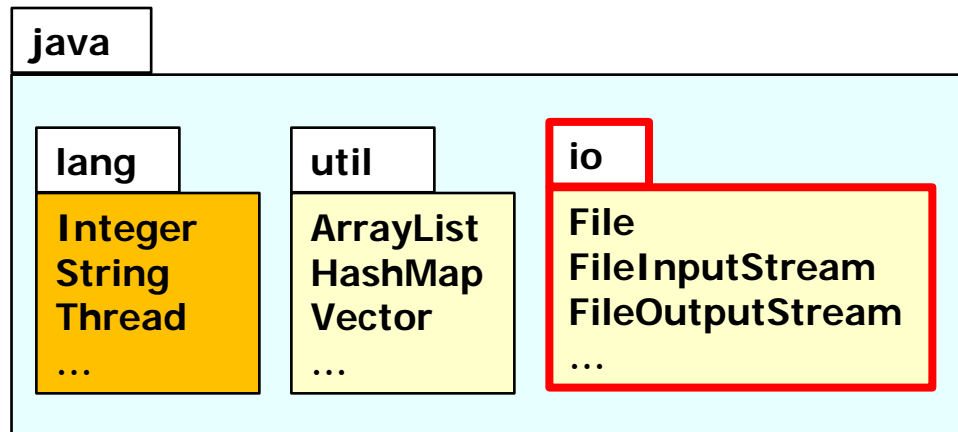 java
lang
Integer
String
Thread
...
util
ArrayList
HashMap
Vector
...
io
File
FileInputStream
FileOutputStream
...